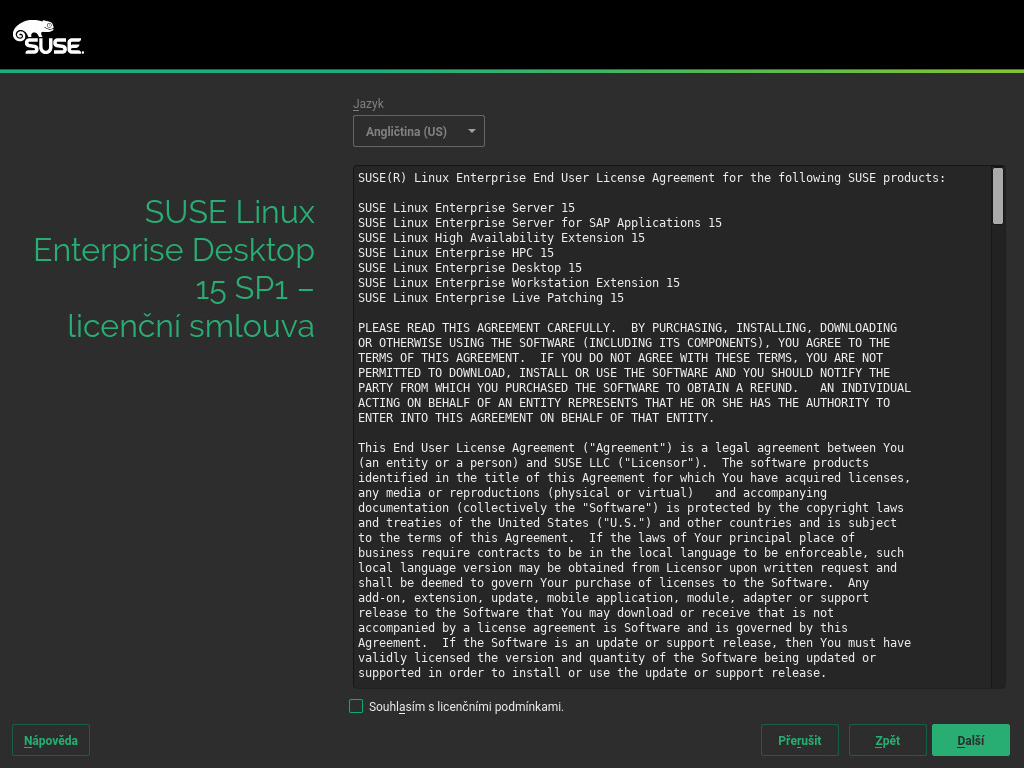 SUSE.
Jazyk
Angličtina (US)
SUSE Linux
Enterprise Desktop
15 SP1 –
licenční smlouva
SUSE(R) Linux Enterprise End User License Agreement for the following SUSE products:
SUSE Linux Enterprise Server 15
SUSE Linux Enterprise Server for SAP Applications 15
SUSE Linux High Availability Extension 15
SUSE Linux Enterprise HPC 15
SUSE Linux Enterprise Desktop 15
SUSE Linux Enterprise Workstation Extension 15
SUSE Linux Enterprise Live Patching 15
PLEASE READ THIS AGREEMENT CAREFULLY.  BY PURCHASING, INSTALLING, DOWNLOADING
OR OTHERWISE USING THE SOFTWARE (INCLUDING ITS COMPONENTS), YOU AGREE TO THE
TERMS OF THIS AGREEMENT.  IF YOU DO NOT AGREE WITH THESE TERMS, YOU ARE NOT
PERMITTED TO DOWNLOAD, INSTALL OR USE THE SOFTWARE AND YOU SHOULD NOTIFY THE
PARTY FROM WHICH YOU PURCHASED THE SOFTWARE TO OBTAIN A REFUND.   AN INDIVIDUAL
ACTING ON BEHALF OF AN ENTITY REPRESENTS THAT HE OR SHE HAS THE AUTHORITY TO
ENTER INTO THIS AGREEMENT ON BEHALF OF THAT ENTITY.
This End User License Agreement ("Agreement") is a legal agreement between You
(an entity or a person) and SUSE LLC ("Licensor").  The software products
identified in the title of this Agreement for which You have acquired licenses,
any media or reproductions (physical or virtual)   and accompanying
documentation (collectively the "Software") is protected by the copyright laws
and treaties of the United States ("U.S.") and other countries and is subject
to the terms of this Agreement.  If the laws of Your principal place of
business require contracts to be in the local language to be enforceable, such
local language version may be obtained from Licensor upon written request and
shall be deemed to govern Your purchase of licenses to the Software.  Any
add-on, extension, update, mobile application, module, adapter or support
release to the Software that You may download or receive that is not
accompanied by a license agreement is Software and is governed by this
Agreement.  If the Software is an update or support release, then You must have
validly licensed the version and quantity of the Software being updated or
supported in order to install or use the update or support release.
Souhlasím s licenčními podmínkami.
Nápověda
Přerušit
Zpět
Další